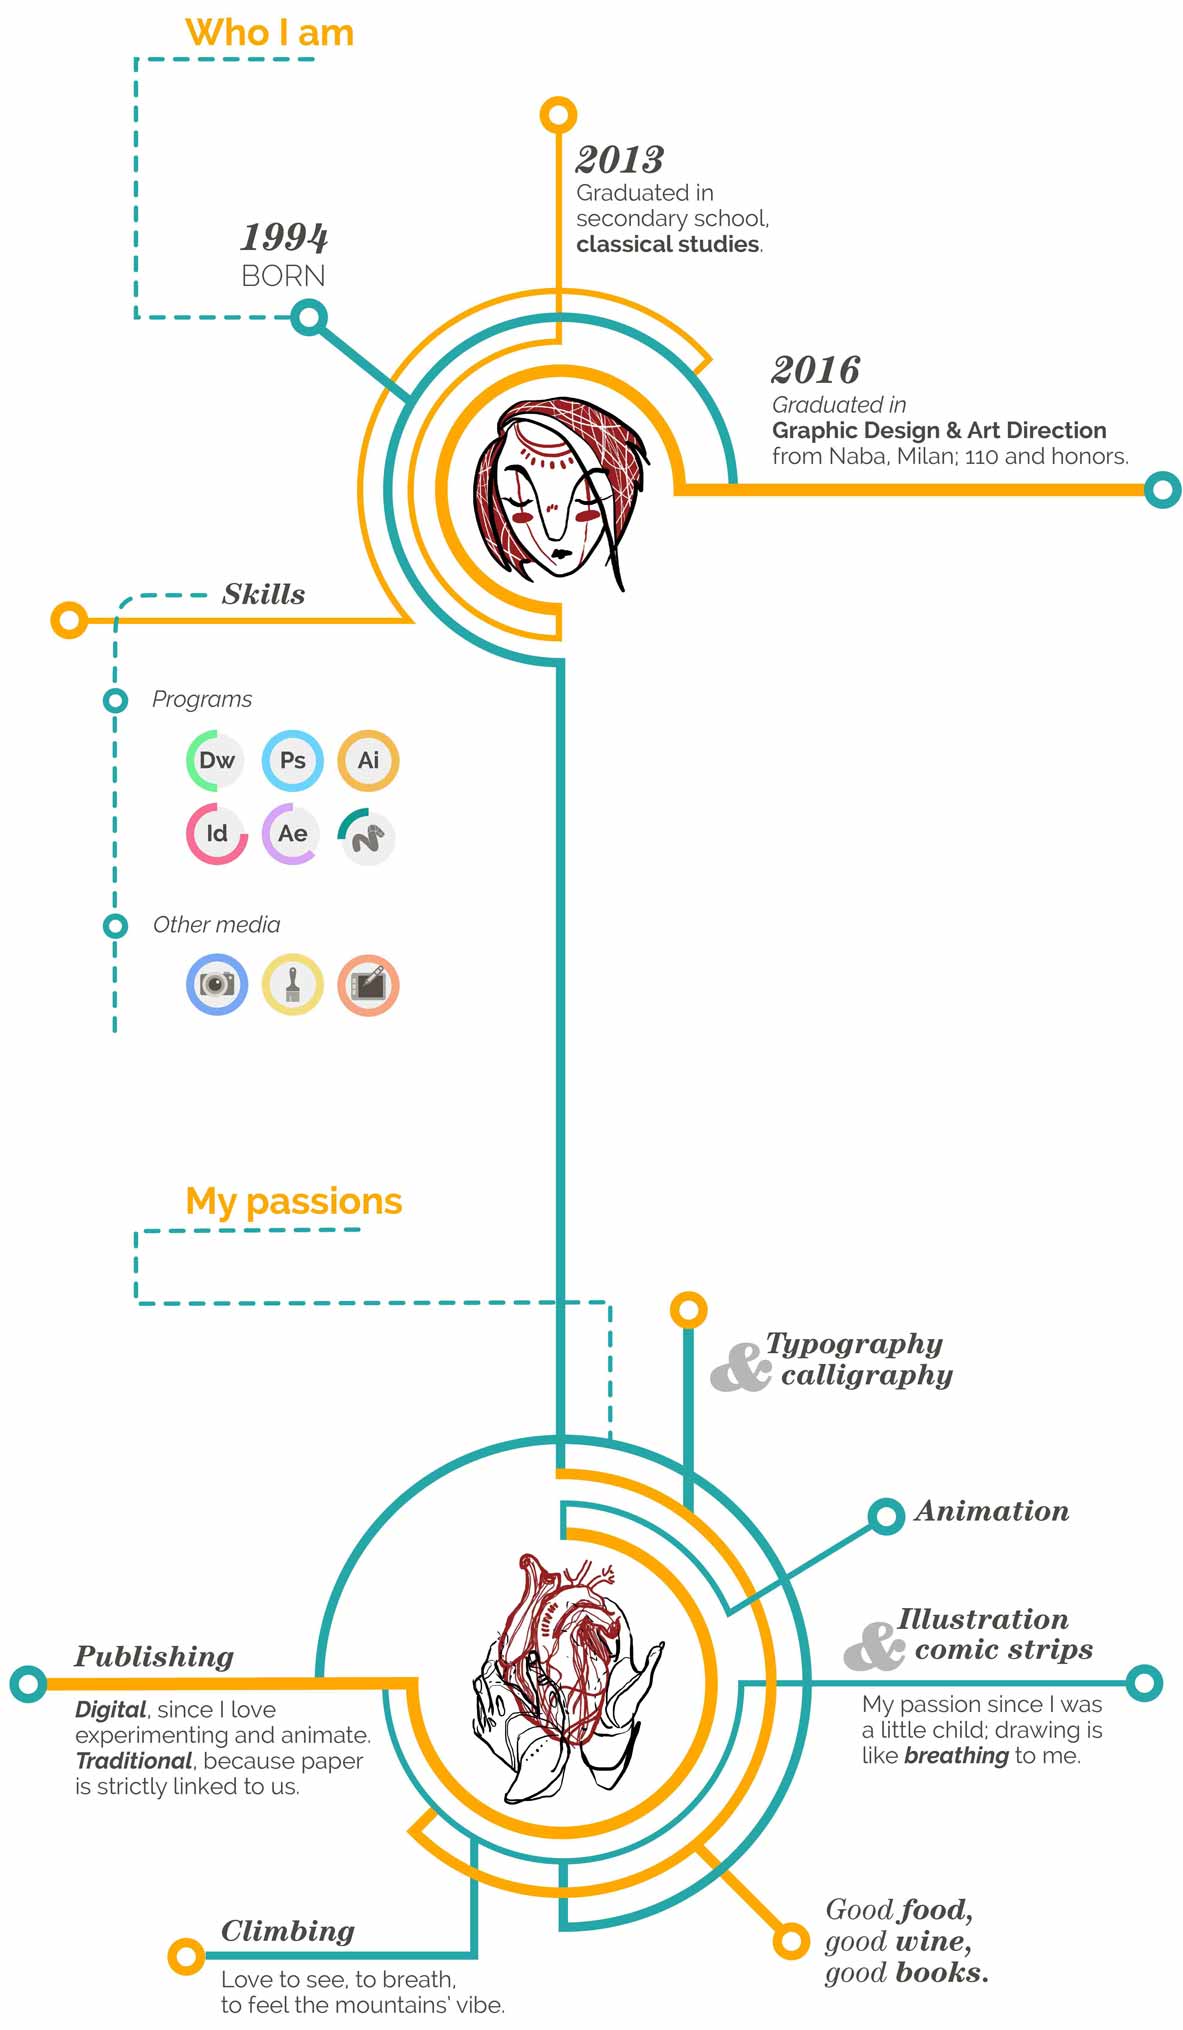 Who I am
2013
Graduated in
secondary school,
classical studies.
1994
BORN
2016
Graduated in
Graphic Design & Art Direction
from Naba, Milan; 110 and honors.
Skills
Programs
Dw Ps Ai
Id Ae
Other media
My passions
Typography
& calligraphy
Animation
Illustration
& comic strips
My passion since I was
a little child; drawing is
like breathing to me.
Publishing
Digital, since I love
experimenting and animate.
Traditional, because paper
is strictly linked to us.
Good food,
good wine,
good books.
Climbing
Love to see, to breath,
to feel the mountains' vibe.